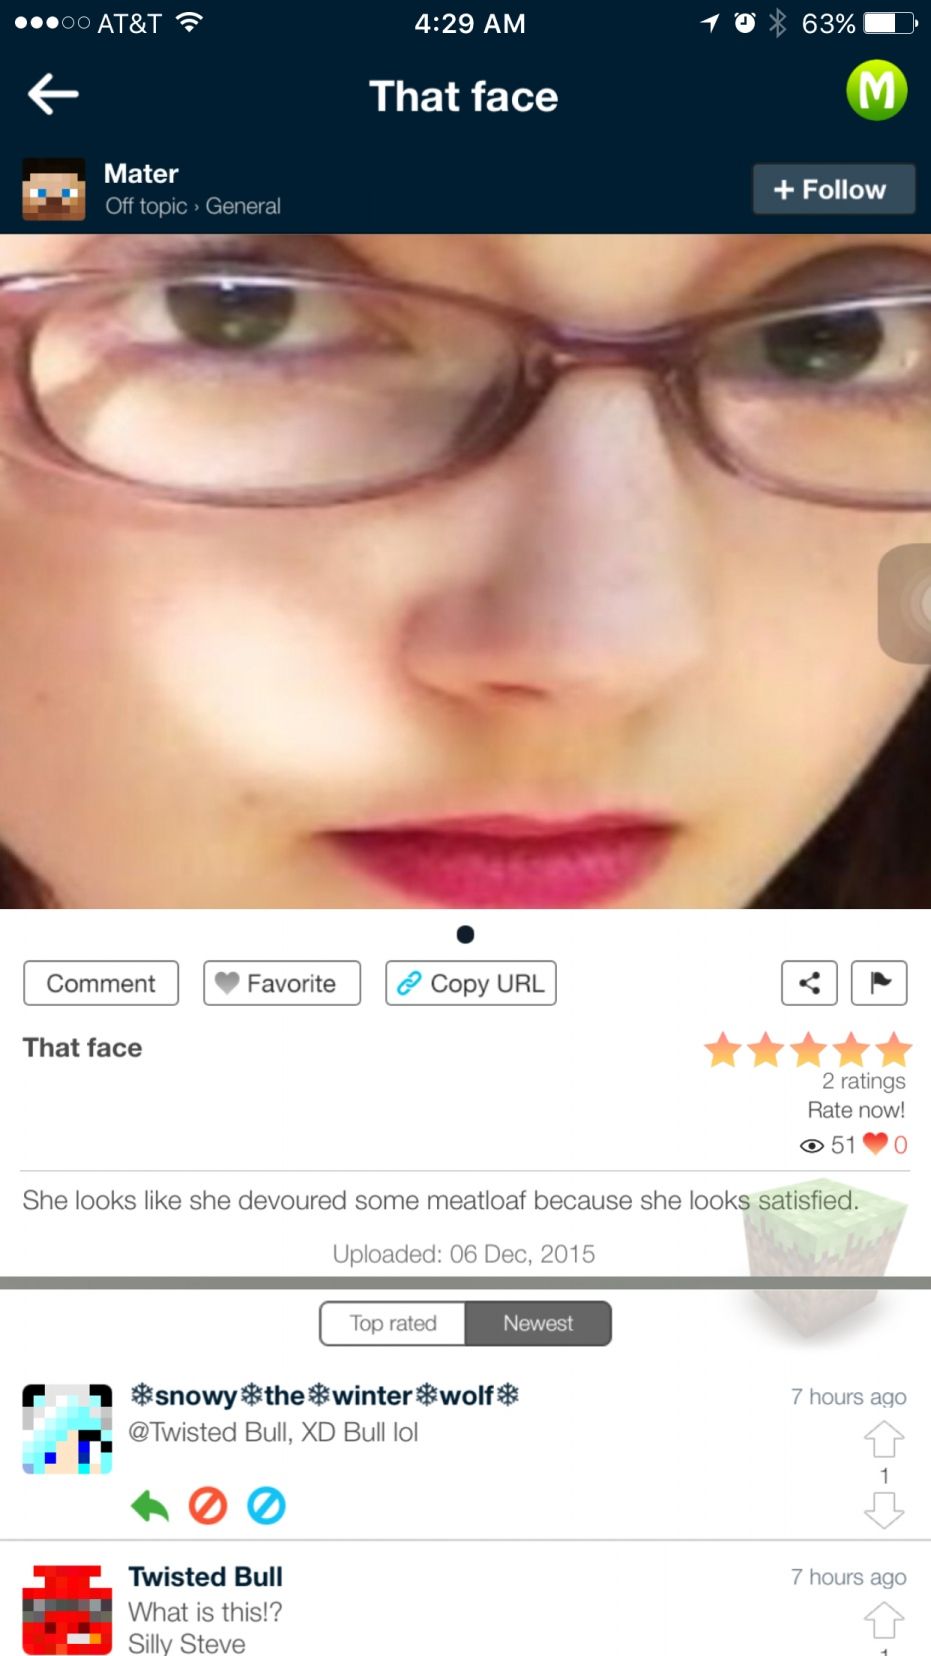 AT&T 4:29 AM 63%
That face
M
Mater
Off topic › General
+ Follow
Comment Favorite Copy URL
That face
2 ratings
Rate now!
51 0
She looks like she devoured some meatloaf because she looks satisfied.
Uploaded: 06 Dec, 2015
Top rated Newest
❄snowy❄the❄winter❄wolf❄ 7 hours ago
@Twisted Bull, XD Bull lol
1
Twisted Bull 7 hours ago
What is this!?
Silly Steve